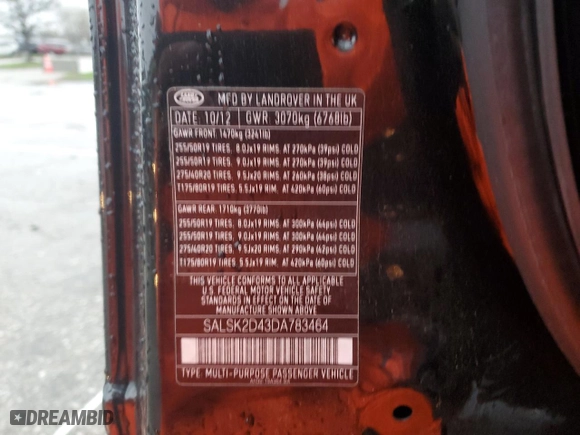 LAND ROVER
MFD BY LANDROVER IN THE UK
DATE: 10/12 GWR 3070kg (6768lb)
GAWR FRONT: 1470kg (3241lb)
255/50R19 TIRES. 8.0Jx19 RIMS. AT 270kPa (39psi) COLD
255/50R19 TIRES. 9.0Jx19 RIMS. AT 270kPa (39psi) COLD
275/40R20 TIRES. 9.5Jx20 RIMS. AT 260kPa (38psi) COLD
T175/80R19 TIRES. 5.5Jx19 RIM. AT 420kPa (60psi) COLD
GAWR REAR: 1710kg (3770lb)
255/50R19 TIRES. 8.0Jx19 RIMS. AT 300kPa (44psi) COLD
255/50R19 TIRES. 9.0Jx19 RIMS. AT 300kPa (44psi) COLD
275/40R20 TIRES. 9.5Jx20 RIMS. AT 290kPa (42psi) COLD
T175/80R19 TIRES. 5.5Jx19 RIM. AT 420kPa (60psi) COLD
THIS VEHICLE CONFORMS TO ALL APPLICABLE
U.S. FEDERAL MOTOR VEHICLE SAFETY
STANDARDS IN EFFECT ON THE DATE OF
MANUFACTURE SHOWN ABOVE
SALSK2D43DA783464
TYPE: MULTI-PURPOSE PASSENGER VEHICLE
DREAMBID